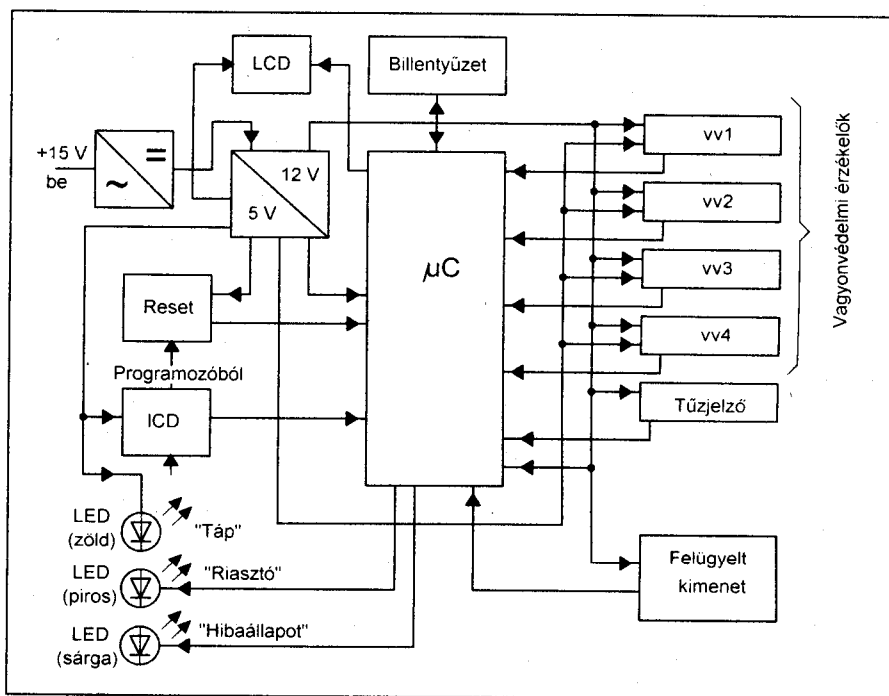 LCD
Billentyűzet
+15 V
be
=
~
12 V
5 V
µC
vv1
vv2
vv3
vv4
Vagyonvédelmi érzékelők
Reset
Programozóból
ICD
Tűzjelző
LED
(zöld)
"Táp"
LED
(piros)
"Riasztó"
LED
(sárga)
"Hibaállapot"
Felügyelt
kimenet